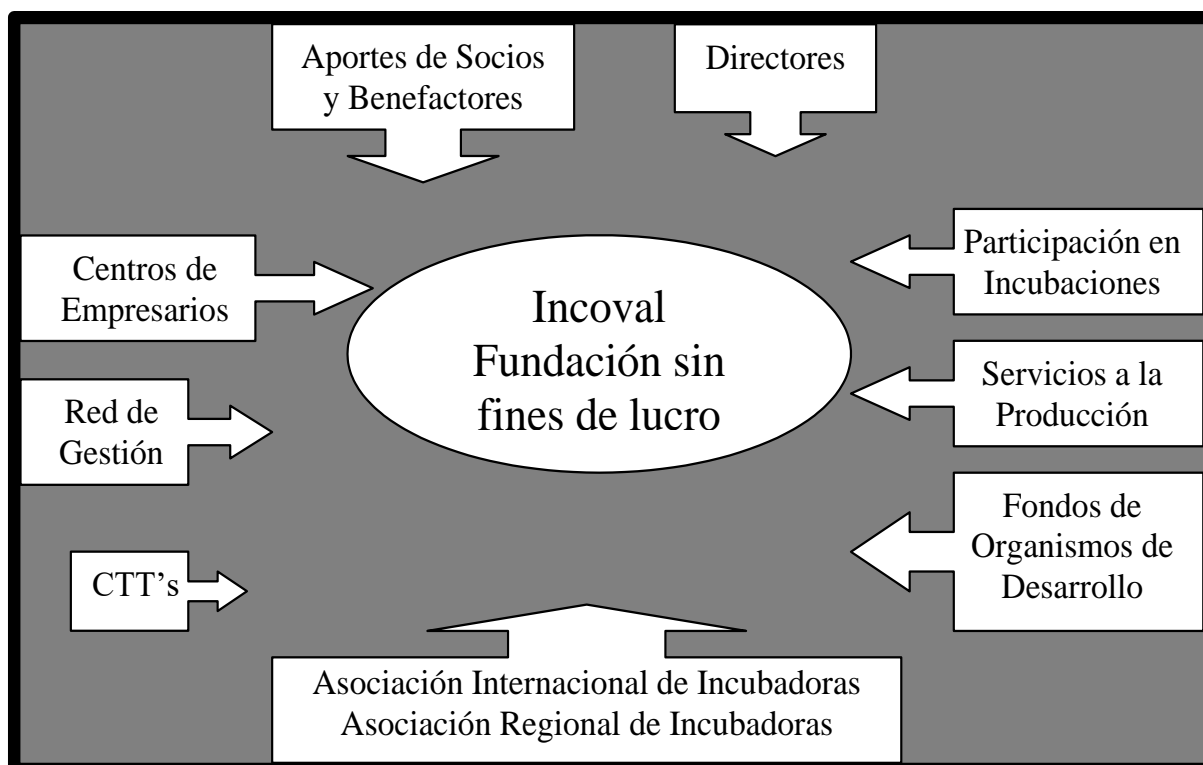 Aportes de Socios
y Benefactores
Directores
Centros de
Empresarios
Participación en
Incubaciones
Incoval
Fundación sin
fines de lucro
Red de
Gestión
Servicios a la
Producción
CTT’s
Fondos de
Organismos de
Desarrollo
Asociación Internacional de Incubadoras
Asociación Regional de Incubadoras